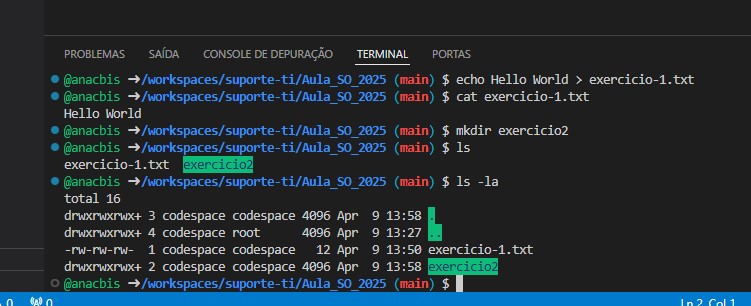 PROBLEMAS SAÍDA CONSOLE DE DEPURAÇÃO TERMINAL PORTAS
@anacbis ➜/workspaces/suporte-ti/Aula_SO_2025 (main) $ echo Hello World > exercicio-1.txt
@anacbis ➜/workspaces/suporte-ti/Aula_SO_2025 (main) $ cat exercicio-1.txt
Hello World
@anacbis ➜/workspaces/suporte-ti/Aula_SO_2025 (main) $ mkdir exercicio2
@anacbis ➜/workspaces/suporte-ti/Aula_SO_2025 (main) $ ls
exercicio-1.txt  exercicio2
@anacbis ➜/workspaces/suporte-ti/Aula_SO_2025 (main) $ ls -la
total 16
drwxrwxrwx+ 3 codespace codespace 4096 Apr  9 13:58 .
drwxrwxrwx+ 4 codespace root      4096 Apr  9 13:27 ..
-rw-rw-rw-  1 codespace codespace   12 Apr  9 13:50 exercicio-1.txt
drwxrwxrwx+ 2 codespace codespace 4096 Apr  9 13:58 exercicio2
@anacbis ➜/workspaces/suporte-ti/Aula_SO_2025 (main) $
0 0 Ln 2, Col 1